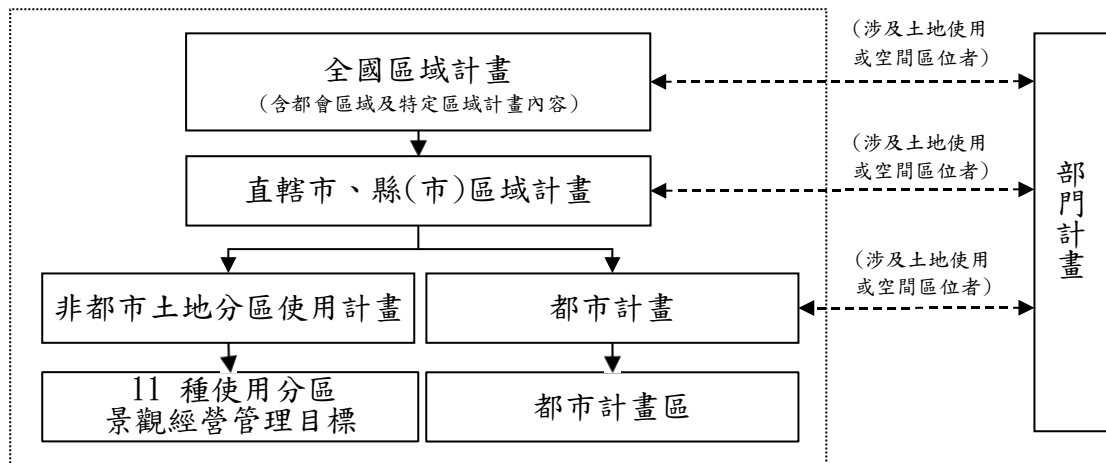 全國區域計畫
（含都會區域及特定區域計畫內容）
直轄市、縣(市)區域計畫
非都市土地分區使用計畫
都市計畫
11 種使用分區
景觀經營管理目標
都市計畫區
（涉及土地使用
或空間區位者）
（涉及土地使用
或空間區位者）
（涉及土地使用
或空間區位者）
部門計畫